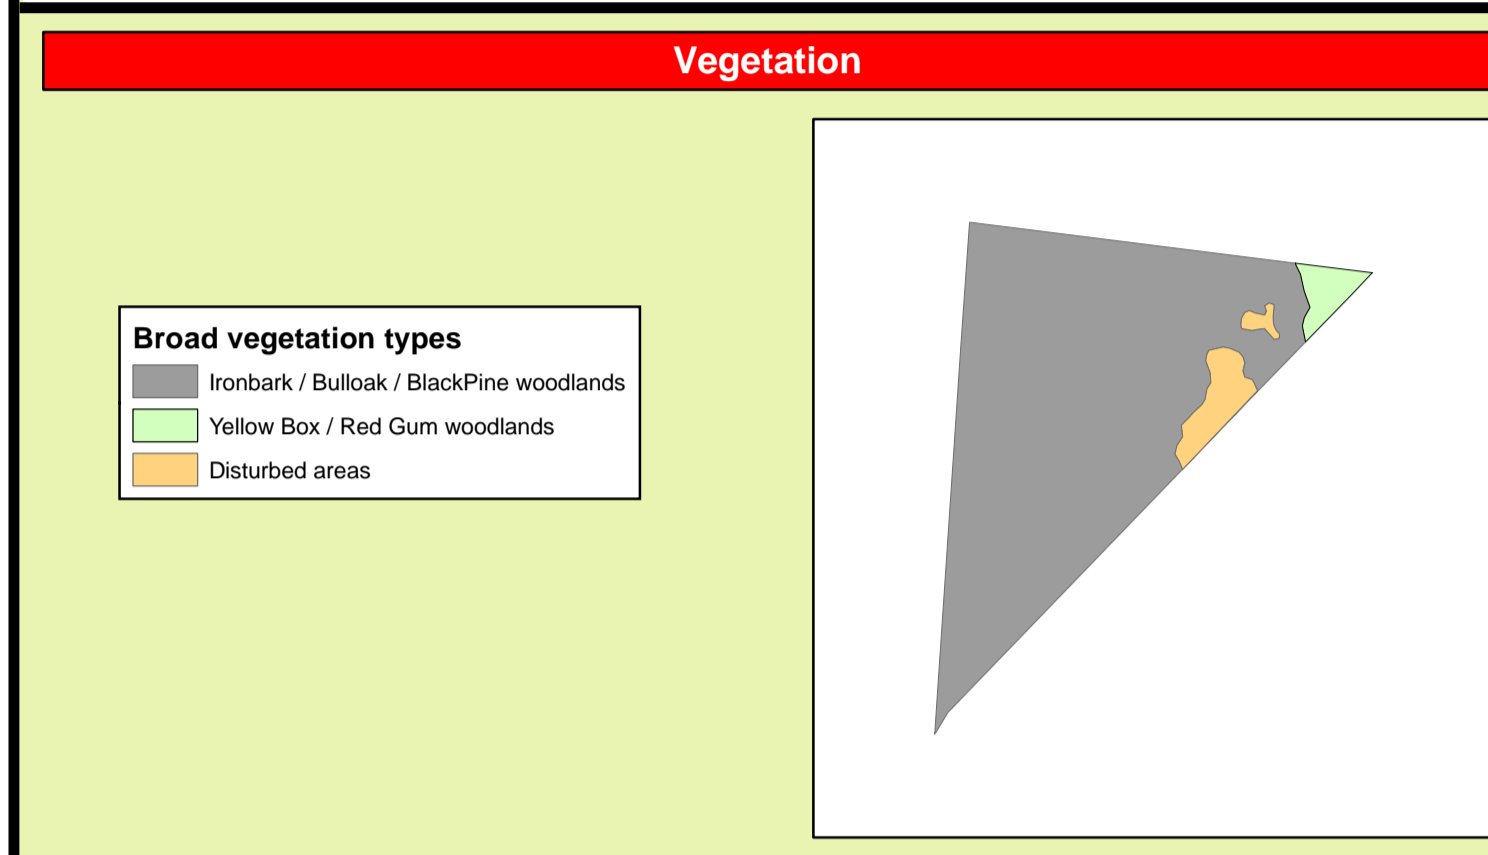 Vegetation
Broad vegetation types
Ironbark / Bulloak / BlackPine woodlands
Yellow Box / Red Gum woodlands
Disturbed areas